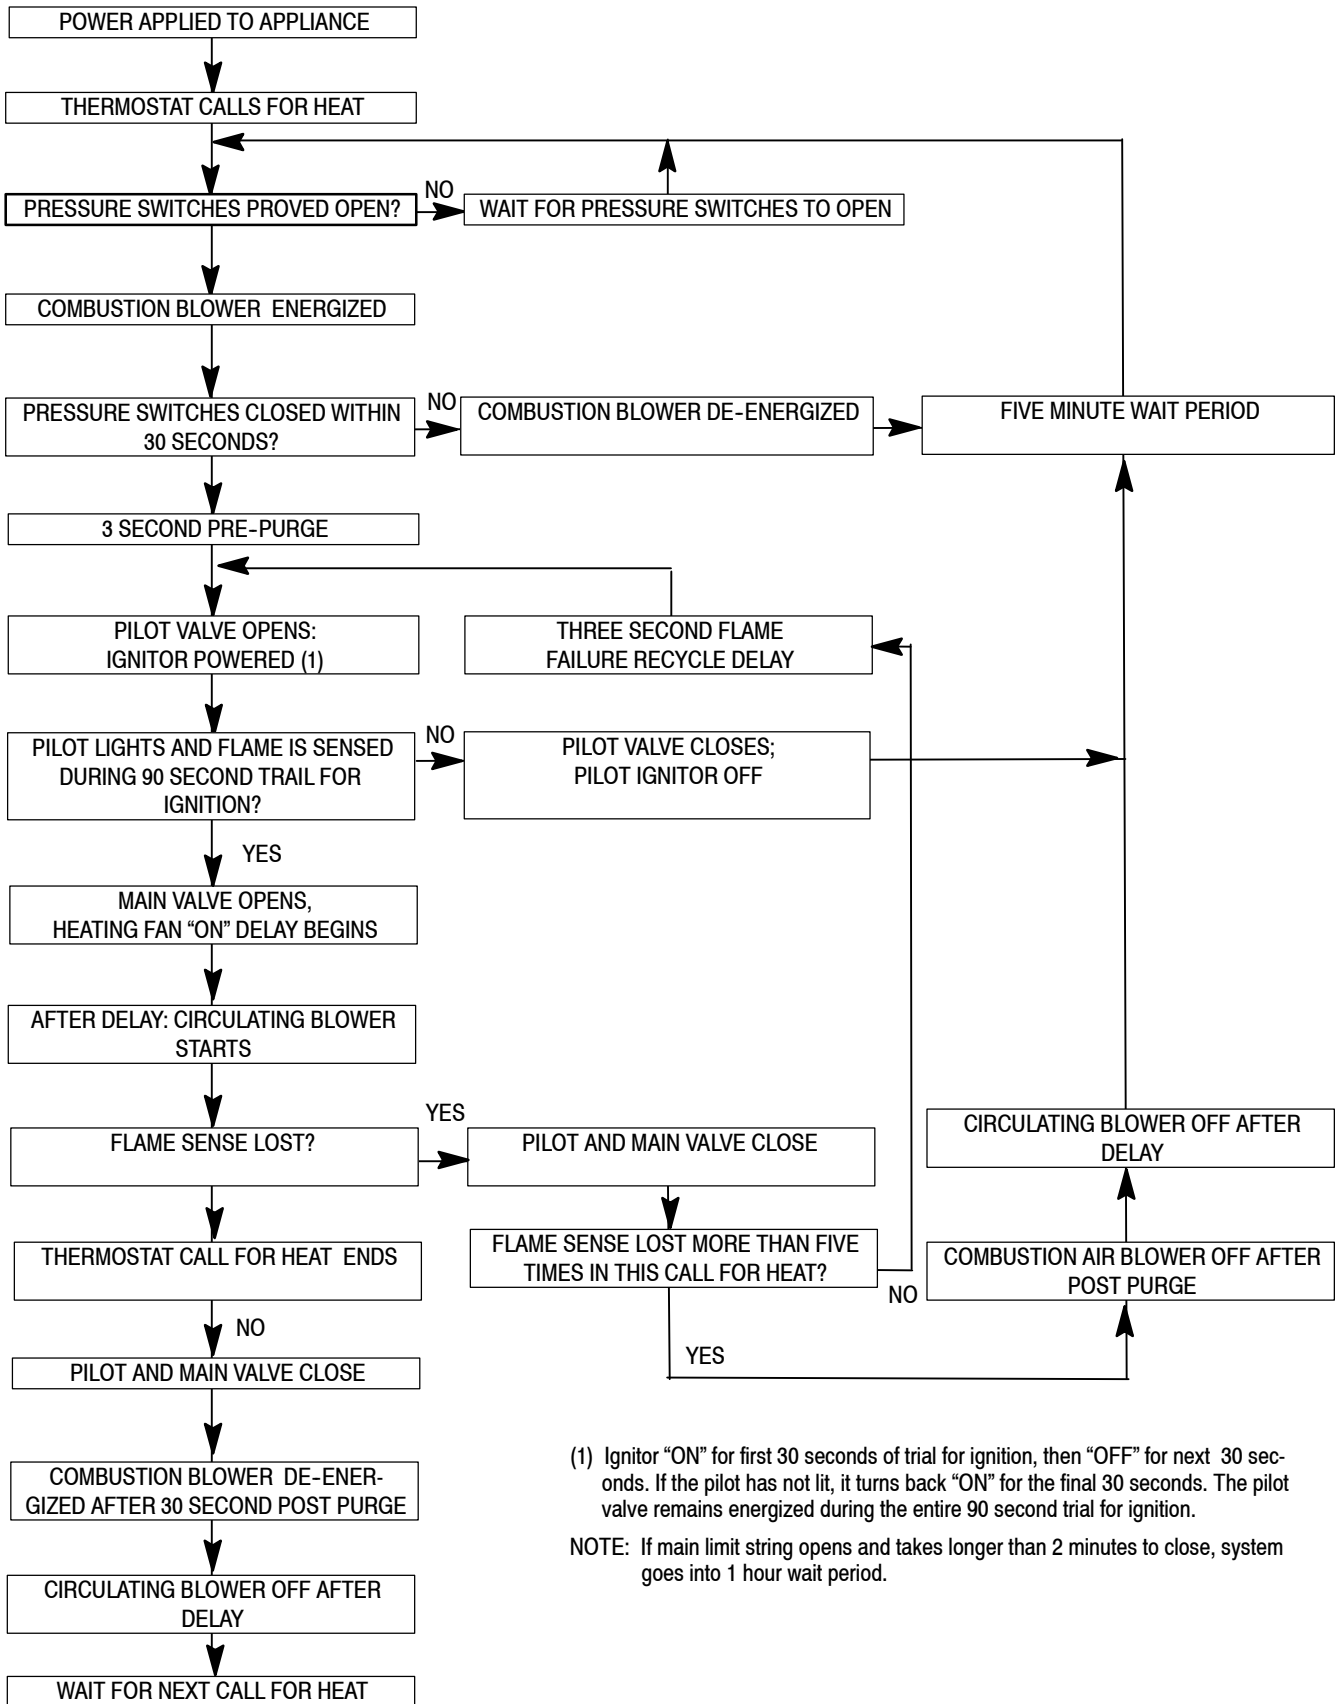 POWER APPLIED TO APPLIANCE
THERMOSTAT CALLS FOR HEAT
PRESSURE SWITCHES PROVED OPEN?
NO
WAIT FOR PRESSURE SWITCHES TO OPEN
COMBUSTION BLOWER ENERGIZED
PRESSURE SWITCHES CLOSED WITHIN
30 SECONDS?
NO
COMBUSTION BLOWER DE-ENERGIZED
FIVE MINUTE WAIT PERIOD
3 SECOND PRE-PURGE
PILOT VALVE OPENS:
IGNITOR POWERED (1)
THREE SECOND FLAME
FAILURE RECYCLE DELAY
PILOT LIGHTS AND FLAME IS SENSED
DURING 90 SECOND TRAIL FOR
IGNITION?
NO
PILOT VALVE CLOSES;
PILOT IGNITOR OFF
YES
MAIN VALVE OPENS,
HEATING FAN “ON” DELAY BEGINS
AFTER DELAY: CIRCULATING BLOWER
STARTS
FLAME SENSE LOST?
YES
PILOT AND MAIN VALVE CLOSE
CIRCULATING BLOWER OFF AFTER
DELAY
THERMOSTAT CALL FOR HEAT ENDS
FLAME SENSE LOST MORE THAN FIVE
TIMES IN THIS CALL FOR HEAT?
NO
COMBUSTION AIR BLOWER OFF AFTER
POST PURGE
NO
YES
PILOT AND MAIN VALVE CLOSE
COMBUSTION BLOWER DE-ENER-
GIZED AFTER 30 SECOND POST PURGE
CIRCULATING BLOWER OFF AFTER
DELAY
WAIT FOR NEXT CALL FOR HEAT
(1) Ignitor “ON” for first 30 seconds of trial for ignition, then “OFF” for next 30 sec-
onds. If the pilot has not lit, it turns back “ON” for the final 30 seconds. The pilot
valve remains energized during the entire 90 second trial for ignition.
NOTE: If main limit string opens and takes longer than 2 minutes to close, system
goes into 1 hour wait period.